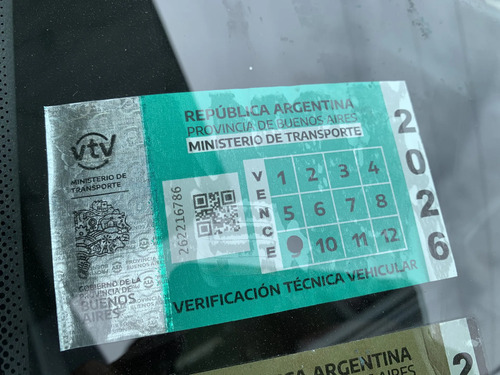 vtv
MINISTERIO DE
TRANSPORTE
GOBIERNO DE LA
PROVINCIA DE
BUENOS
AIRES
REPÚBLICA ARGENTINA
PROVINCIA DE BUENOS AIRES
MINISTERIO DE TRANSPORTE
262216786
VENCE
1 2 3 4
5 6 7 8
10 11 12
2026
VERIFICACIÓN TÉCNICA VEHICULAR
ARGENTINA
AIRES
2